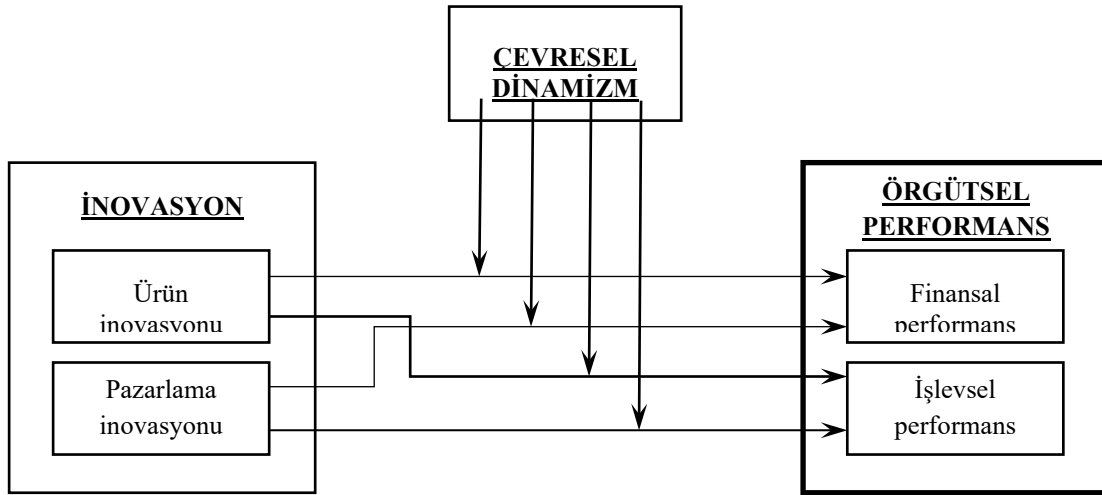 ÇEVRESEL
DİNAMİZM
İNOVASYON
Ürün
inovasyonu
Pazarlama
inovasyonu
ÖRGÜTSEL
PERFORMANS
Finansal
performans
İşlevsel
performans